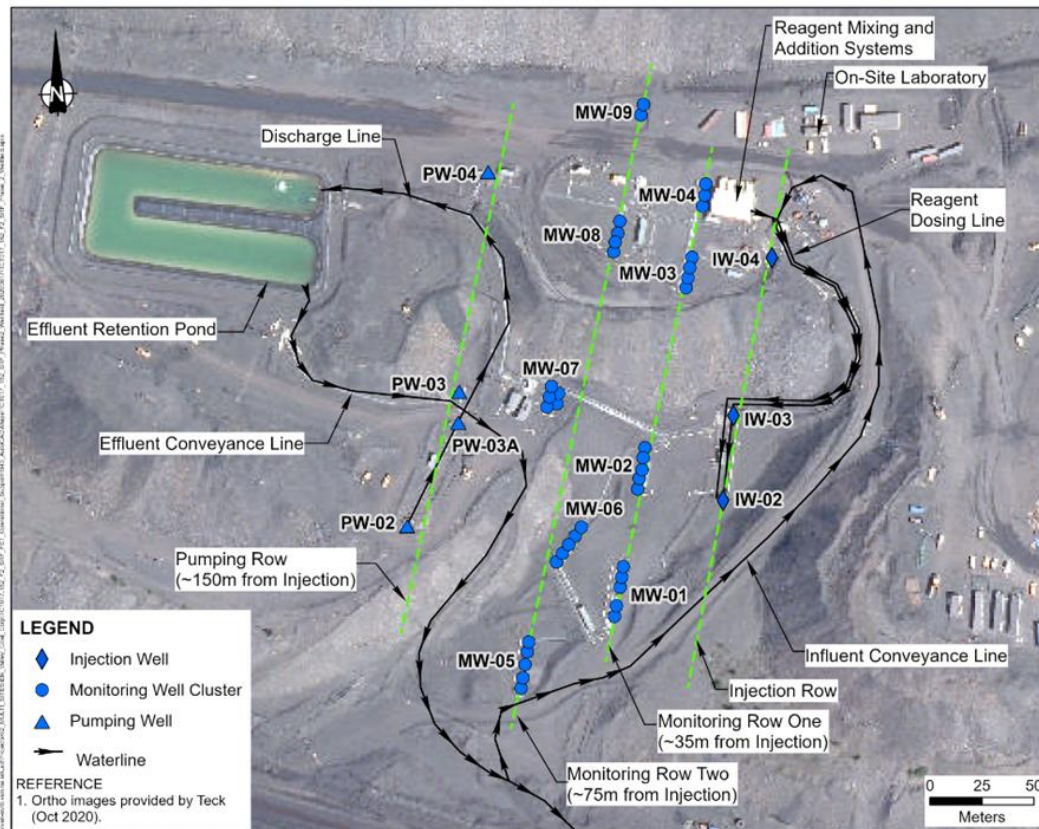 N
Reagent Mixing and
Addition Systems
On-Site Laboratory
MW-09
Discharge Line
PW-04
MW-04
Reagent
Dosing Line
MW-08
IW-04
MW-03
Effluent Retention Pond
MW-07
PW-03
IW-03
Effluent Conveyance Line
PW-03A
MW-02
IW-02
MW-06
PW-02
Pumping Row
(~150m from Injection)
MW-01
LEGEND
Injection Well
Monitoring Well Cluster
Pumping Well
Waterline
REFERENCE
1. Ortho images provided by Teck
(Oct 2020).
MW-05
Influent Conveyance Line
Injection Row
Monitoring Row One
(~35m from Injection)
Monitoring Row Two
(~75m from Injection)
0 25 50
Meters